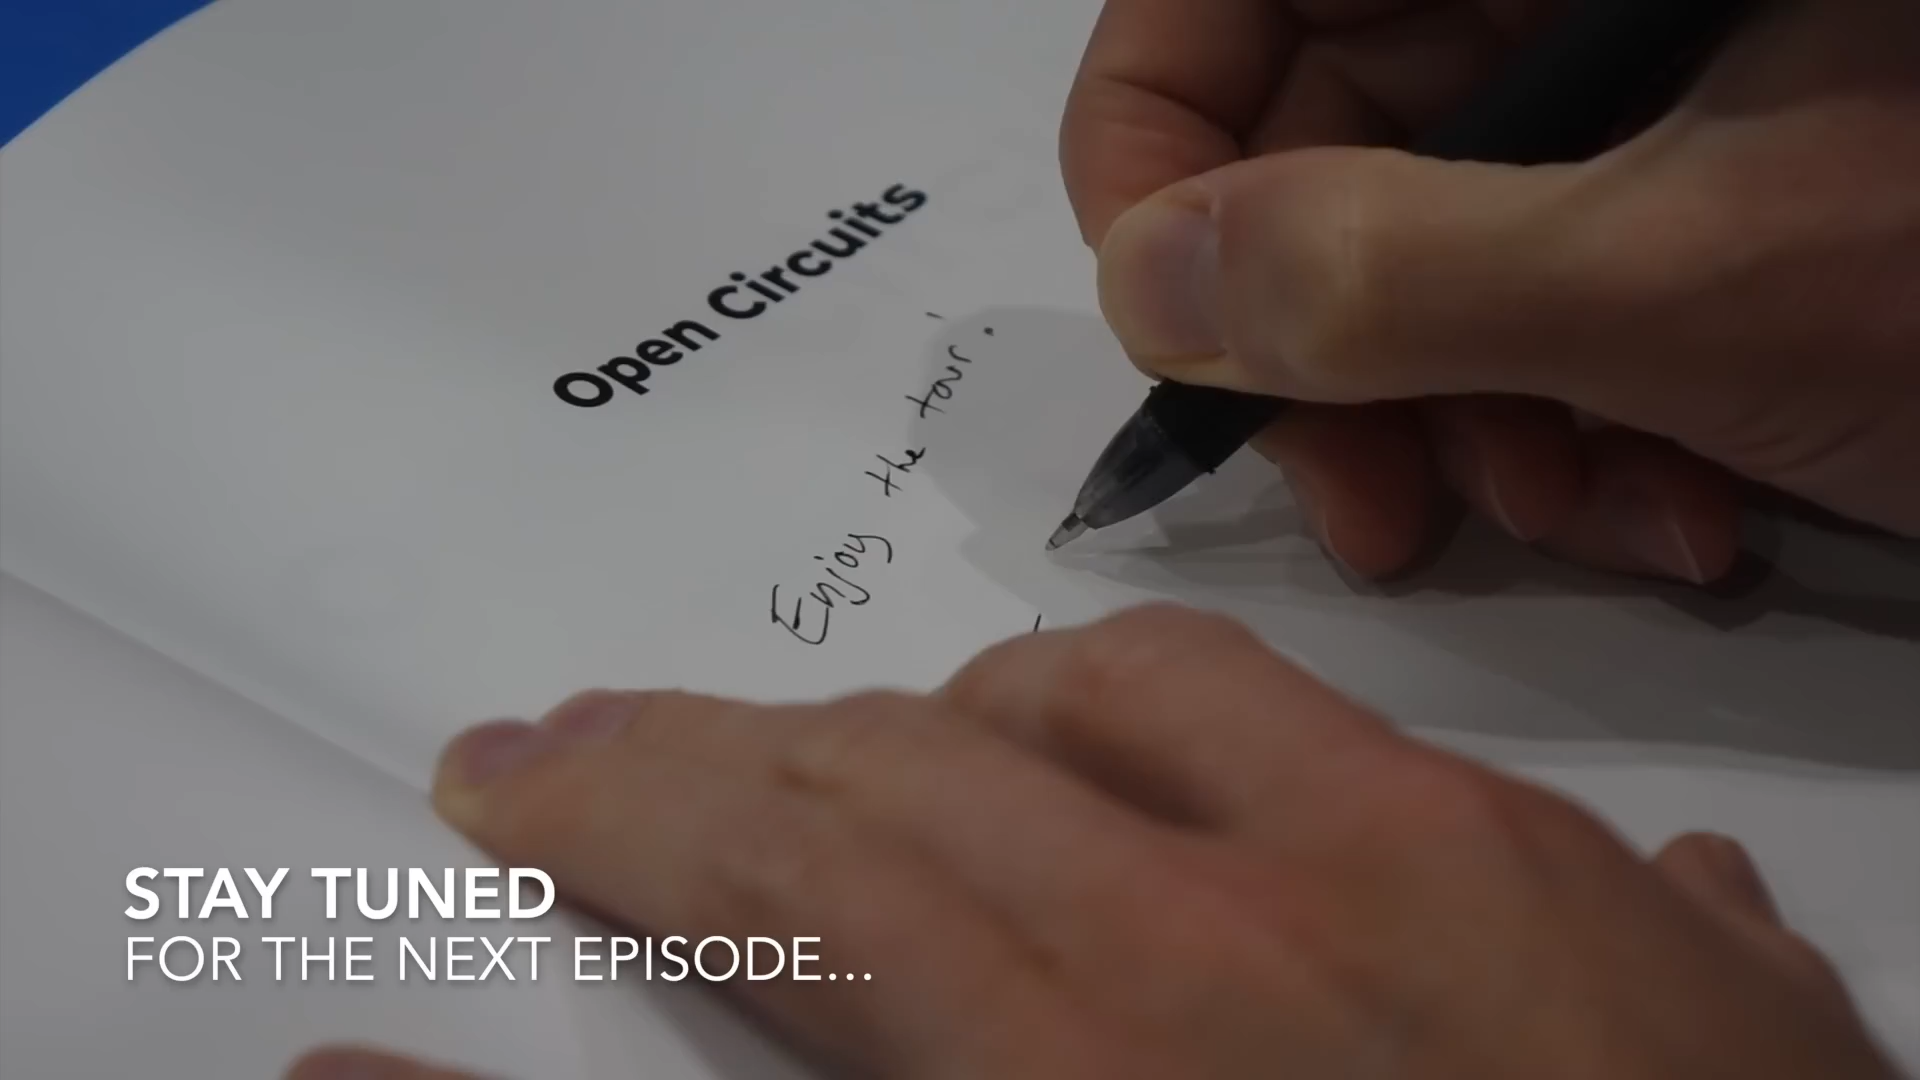 Open Circuits
Enjoy the tour!
STAY TUNED
FOR THE NEXT EPISODE...